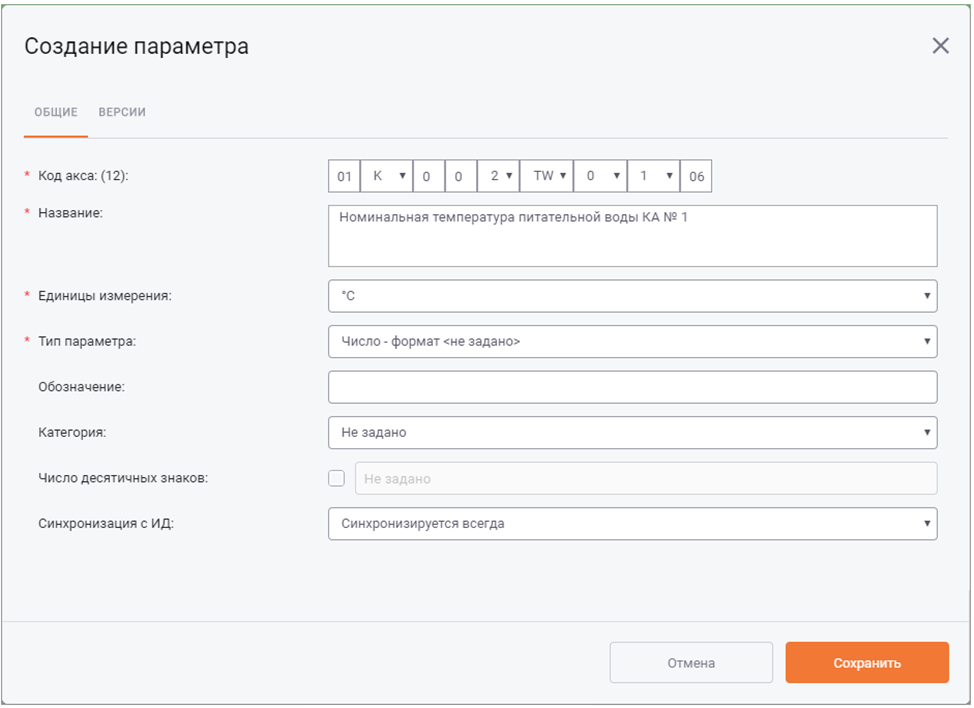 Создание параметра
ОБЩИЕ ВЕРСИИ
* Код акса: (12): 01 K 0 0 2 TW 0 1 06
* Название: Номинальная температура питательной воды КА № 1
* Единицы измерения: °C
* Тип параметра: Число - формат <не задано>
Обозначение:
Категория: Не задано
Число десятичных знаков: Не задано
Синхронизация с ИД: Синхронизируется всегда
Отмена Сохранить